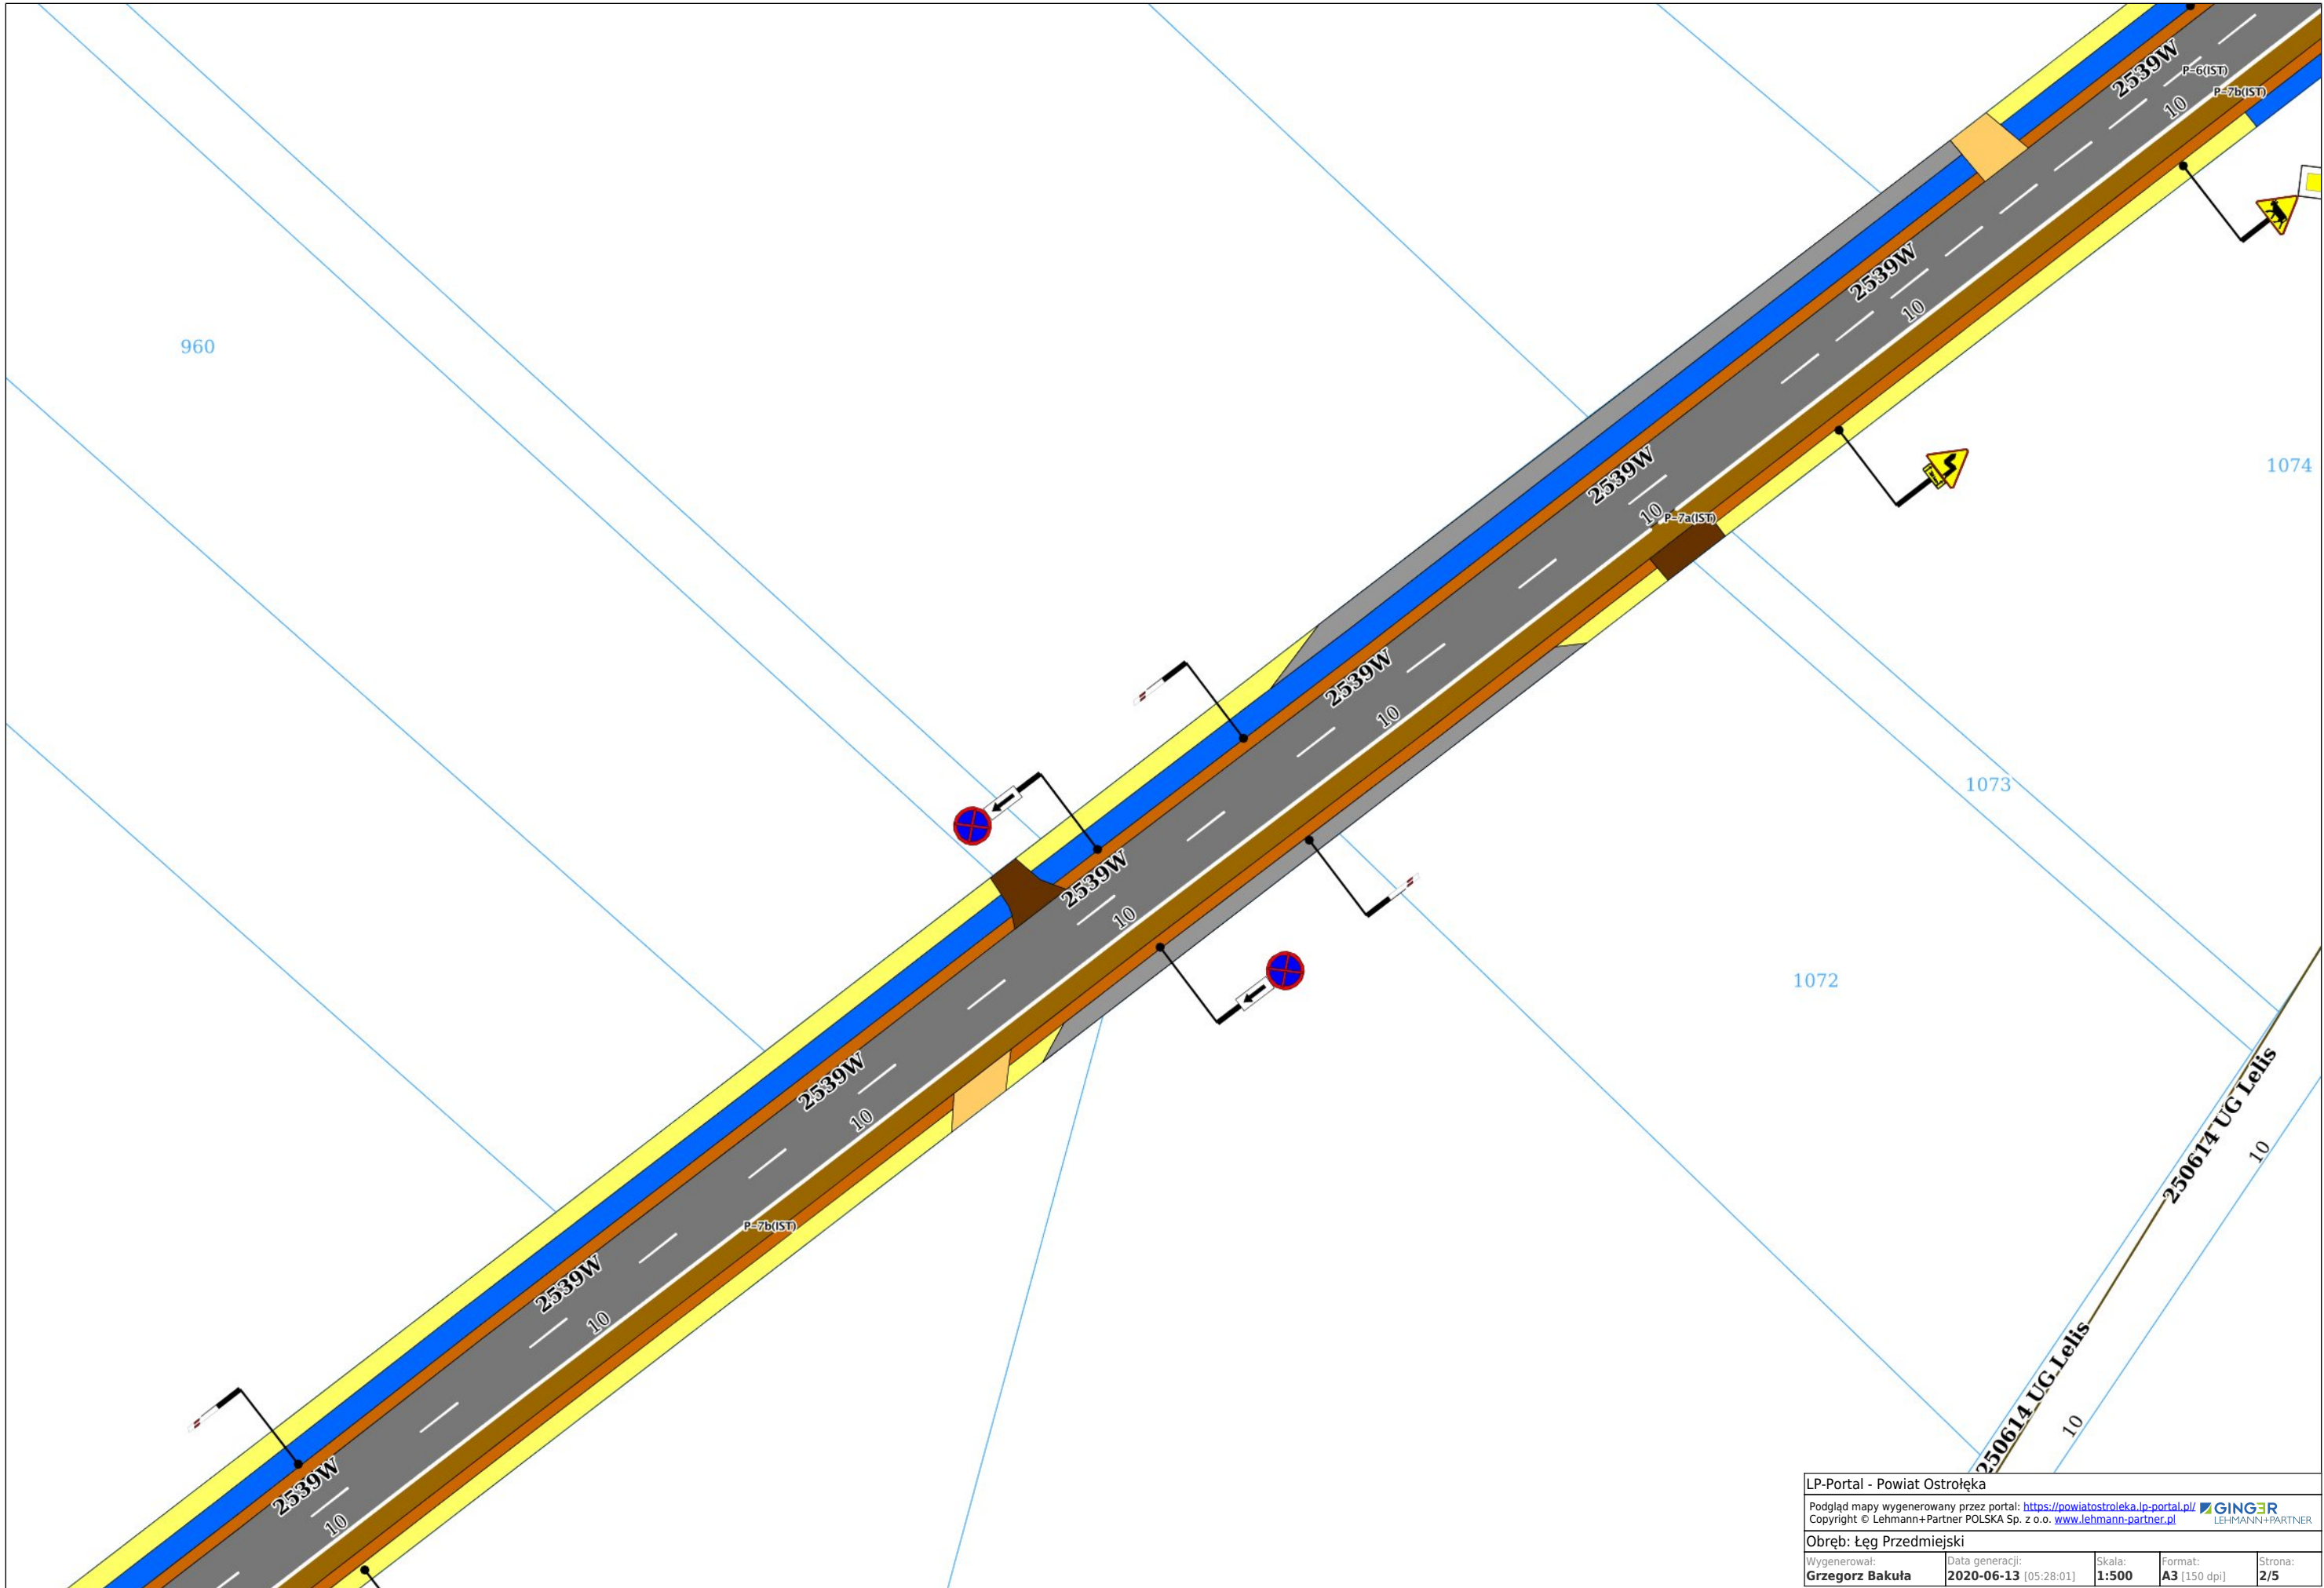 2539W
P-6(IST)
P-7b(IST)
10
2539W
10
960
1074
2539W
10
P-7a(IST)
2539W
10
1073
2539W
10
1072
2539W
10
250614 UG Lelis
10
P-7b(IST)
2539W
10
250614 UG Lelis
10
2539W
10
LP-Portal - Powiat Ostrołęka
Podgląd mapy wygenerowany przez portal: https://powiatostroleka.lp-portal.pl/
Copyright © Lehmann+Partner POLSKA Sp. z o.o. www.lehmann-partner.pl
GINGER
LEHMANN+PARTNER
Obręb: Łęg Przedmiejski
Wygenerował: Data generacji: Skala: Format: Strona:
Grzegorz Bakuła 2020-06-13 [05:28:01] 1:500 A3 [150 dpi] 2/5